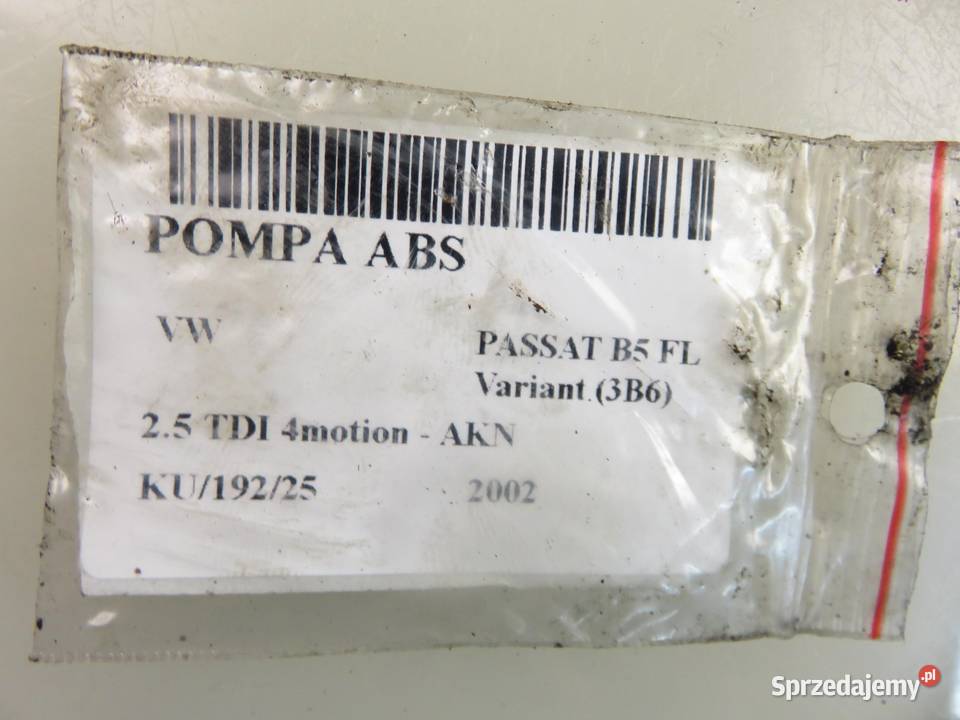 POMPA ABS
VW
PASSAT B5 FL
Variant (3B6)
2.5 TDI 4motion - AKN
KU/192/25
2002
Sprzedajemy.pl